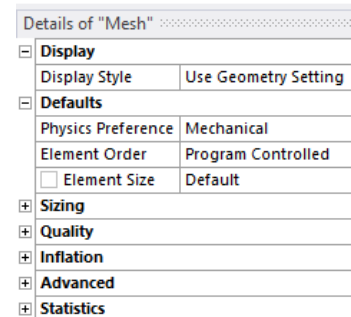 Details of "Mesh"
Display
Display Style Use Geometry Setting
Defaults
Physics Preference Mechanical
Element Order Program Controlled
Element Size Default
Sizing
Quality
Inflation
Advanced
Statistics